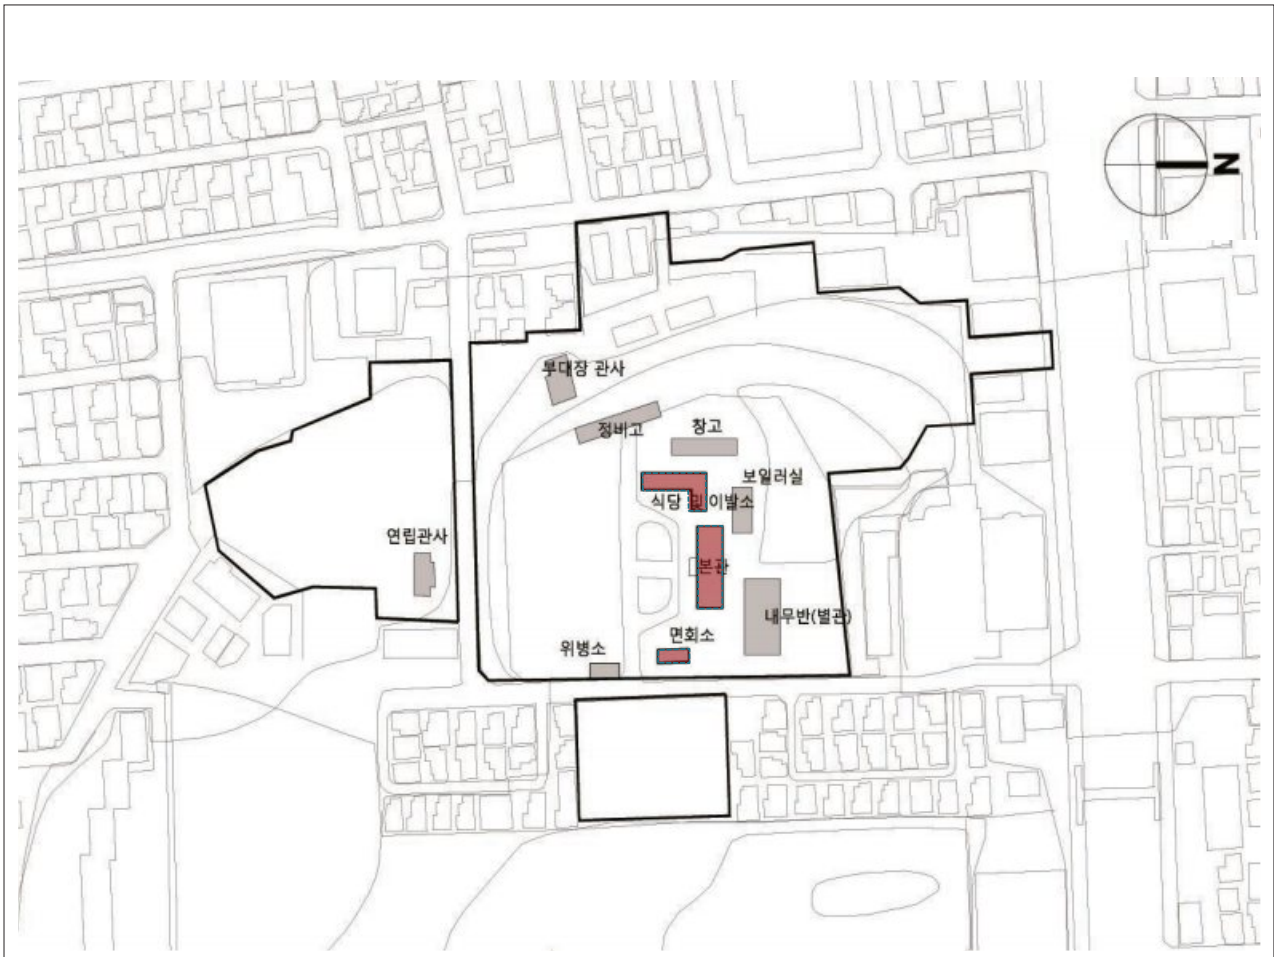 N
부대장 관사
정비고
창고
보일러실
식당 및 이발소
연립관사
본관
내무반(별관)
면회소
위병소